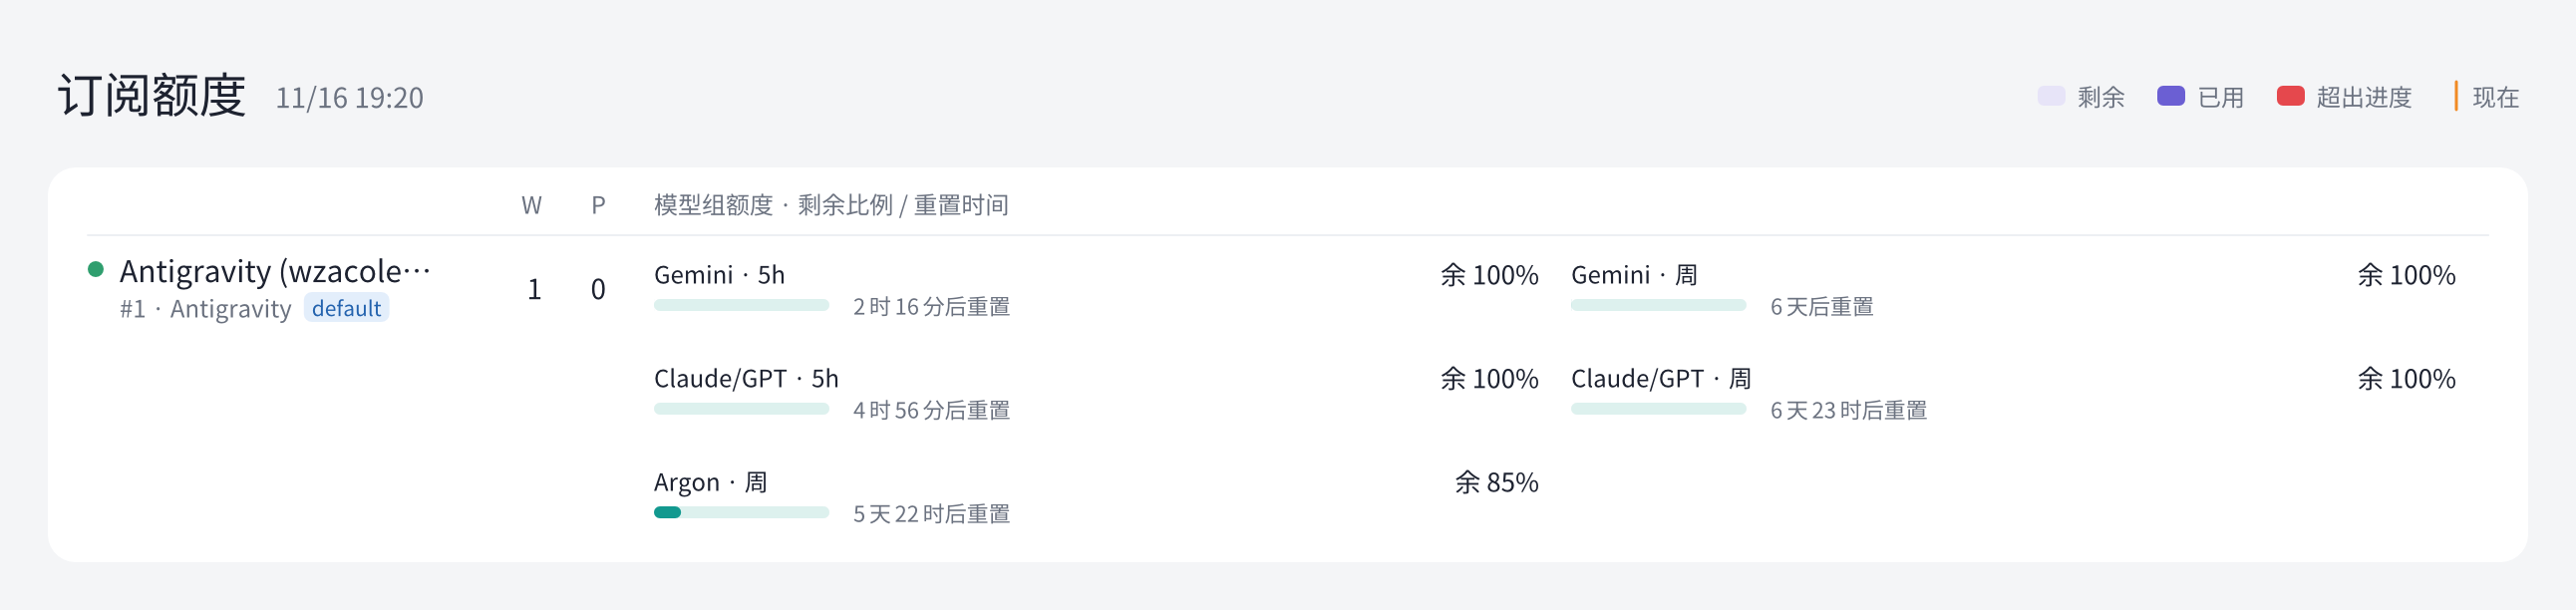 订阅额度 11/16 19:20
剩余 已用 超出进度 现在
W P 模型组额度 · 剩余比例 / 重置时间
Antigravity (wzacole…
#1 · Antigravity default
1 0
Gemini · 5h 余 100%
2 时 16 分后重置
Gemini · 周 余 100%
6 天后重置
Claude/GPT · 5h 余 100%
4 时 56 分后重置
Claude/GPT · 周 余 100%
6 天 23 时后重置
Argon · 周 余 85%
5 天 22 时后重置